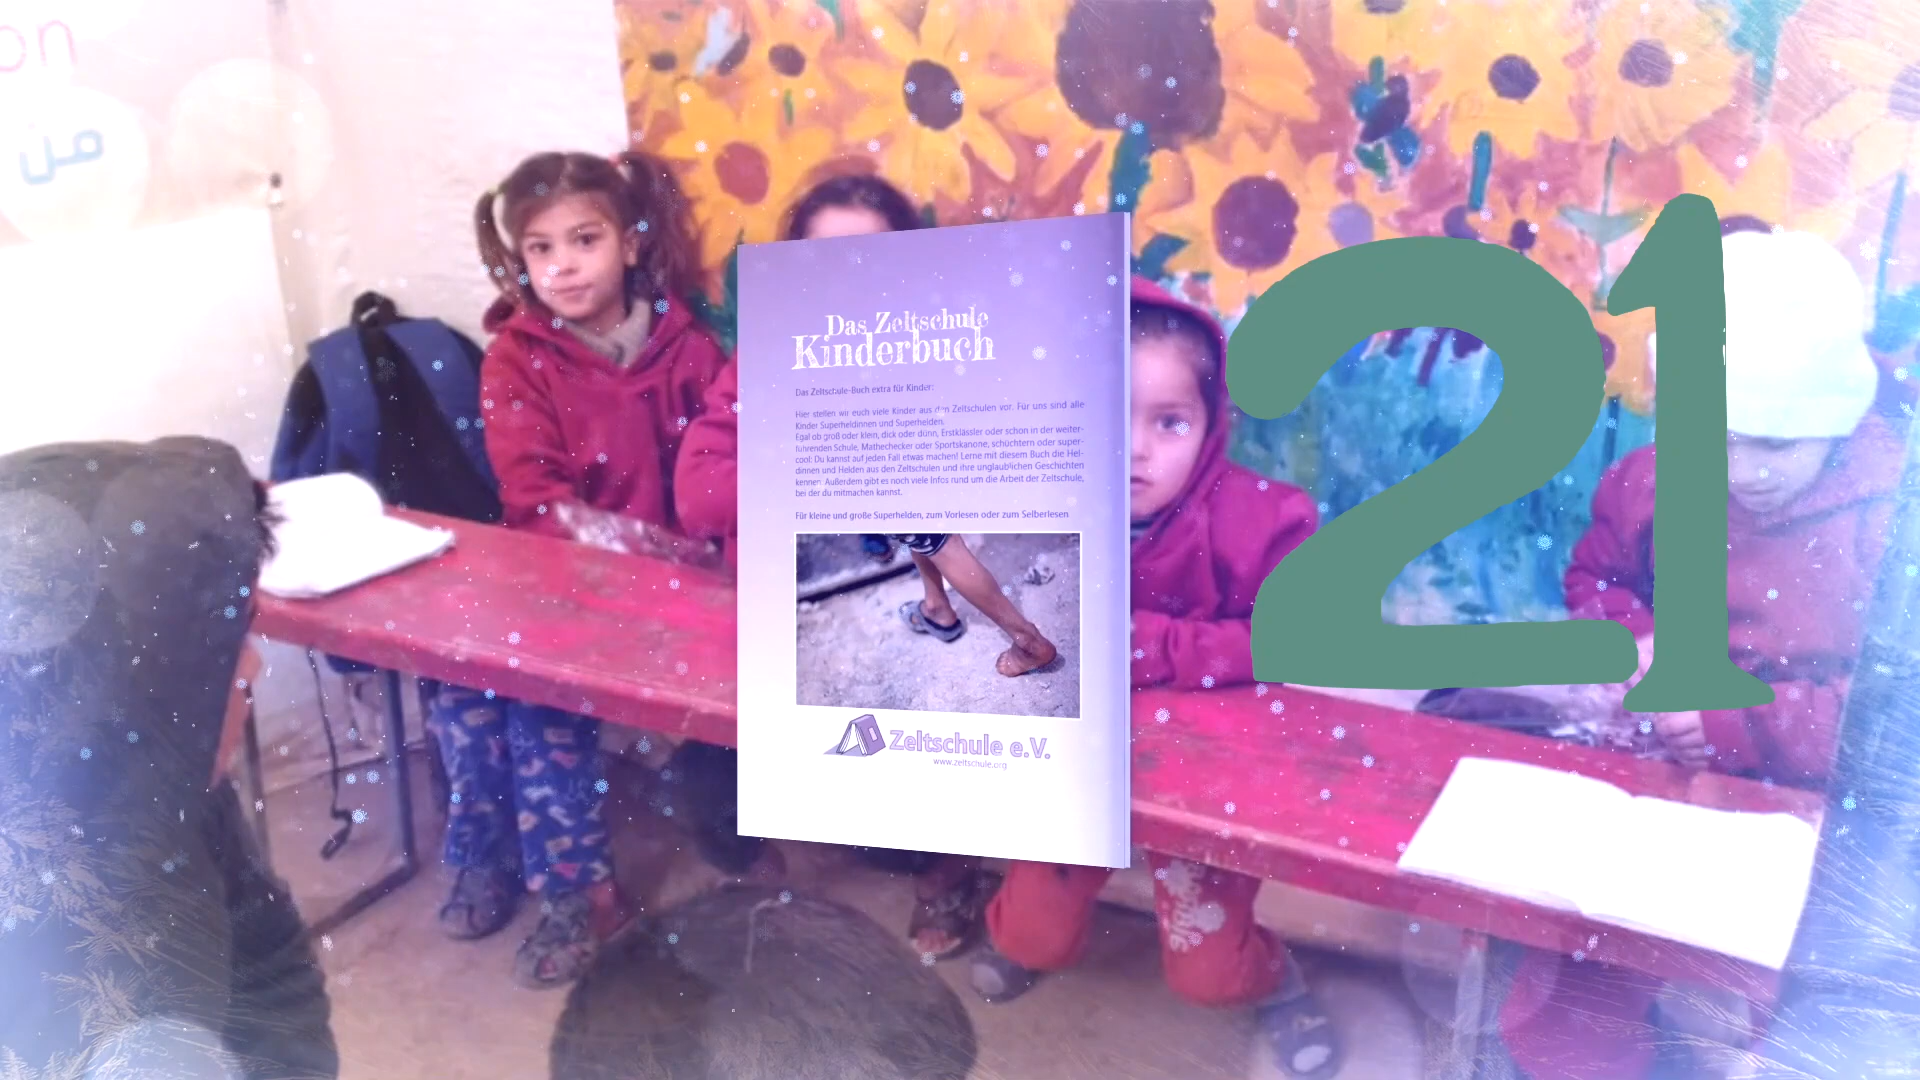 on
من
Das Zeltschule
Kinderbuch
Das Zeltschule-Buch extra für Kinder:
Hier stellen wir euch viele Kinder aus den Zeltschulen vor. Für uns sind alle
Kinder Superheldinnen und Superhelden.
Egal ob groß oder klein, dick oder dünn, Erstklässler oder schon in der weiter-
führenden Schule, Mathechecker oder Sportskanone, schüchtern oder super-
cool: Du kannst auf jeden Fall etwas machen! Lerne mit diesem Buch die Hel-
dinnen und Helden aus den Zeltschulen und ihre unglaublichen Geschichten
kennen. Außerdem gibt es noch viele Infos rund um die Arbeit der Zeltschule,
bei der du mitmachen kannst.
Für kleine und große Superhelden, zum Vorlesen oder zum Selberlesen
Zeltschule e.V.
www.zeltschule.org
21